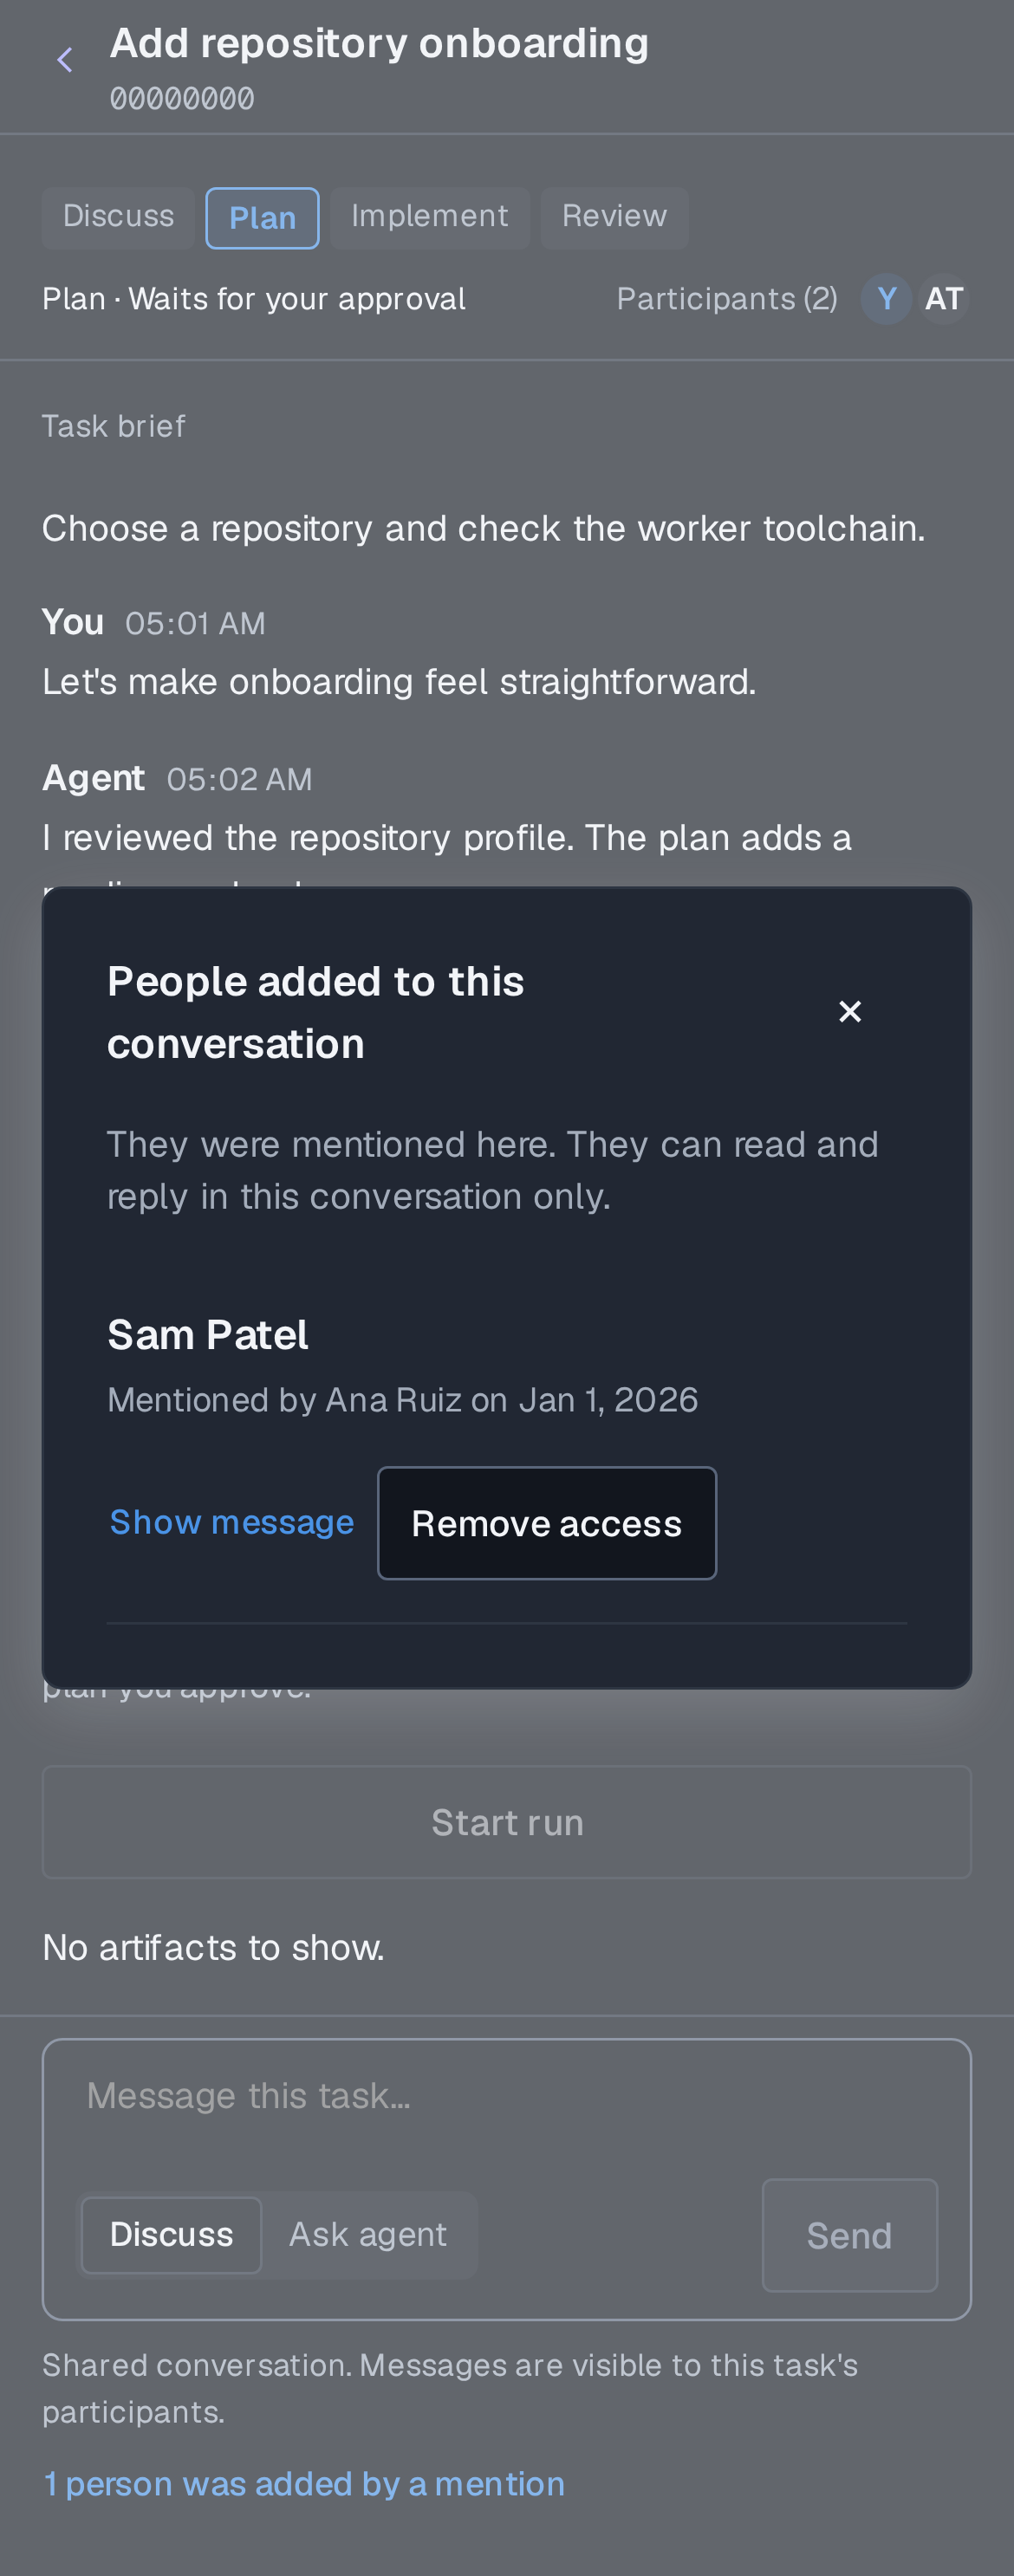 Add repository onboarding
00000000
Discuss Plan Implement Review
Plan · Waits for your approval Participants (2) Y AT
Task brief
Choose a repository and check the worker toolchain.
You 05:01 AM
Let's make onboarding feel straightforward.
Agent 05:02 AM
I reviewed the repository profile. The plan adds a
People added to this
conversation
×
They were mentioned here. They can read and
reply in this conversation only.
Sam Patel
Mentioned by Ana Ruiz on Jan 1, 2026
Show message Remove access
plan you approve.
Start run
No artifacts to show.
Message this task...
Discuss Ask agent Send
Shared conversation. Messages are visible to this task's
participants.
1 person was added by a mention